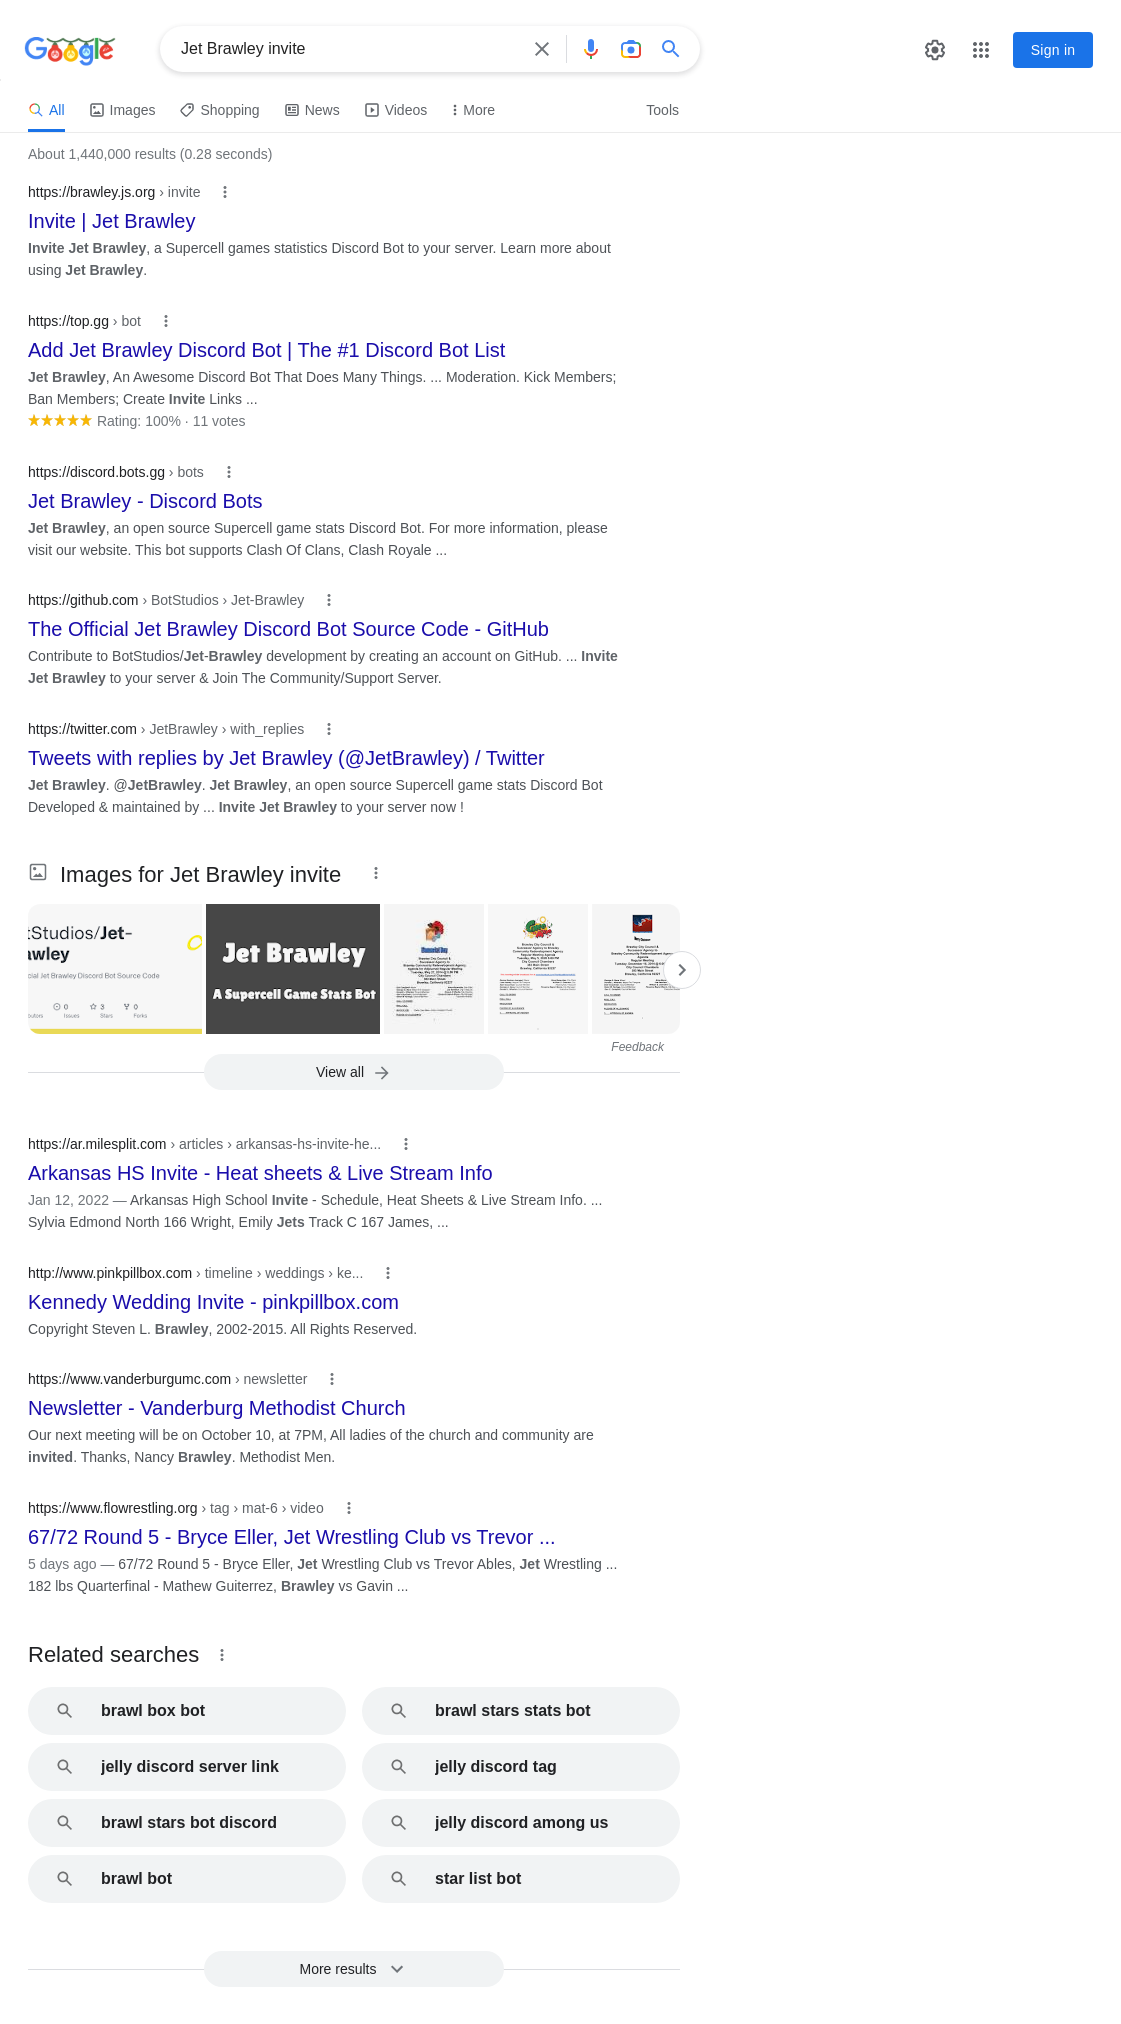 Google
Jet Brawley invite
Sign in
All
Images
Shopping
News
Videos
More
Tools
About 1,440,000 results (0.28 seconds)
https://brawley.js.org › invite
Invite | Jet Brawley
Invite Jet Brawley, a Supercell games statistics Discord Bot to your server. Learn more about
using Jet Brawley.
https://top.gg › bot
Add Jet Brawley Discord Bot | The #1 Discord Bot List
Jet Brawley, An Awesome Discord Bot That Does Many Things. ... Moderation. Kick Members;
Ban Members; Create Invite Links ...
Rating: 100% · 11 votes
https://discord.bots.gg › bots
Jet Brawley - Discord Bots
Jet Brawley, an open source Supercell game stats Discord Bot. For more information, please
visit our website. This bot supports Clash Of Clans, Clash Royale ...
https://github.com › BotStudios › Jet-Brawley
The Official Jet Brawley Discord Bot Source Code - GitHub
Contribute to BotStudios/Jet-Brawley development by creating an account on GitHub. ... Invite
Jet Brawley to your server & Join The Community/Support Server.
https://twitter.com › JetBrawley › with_replies
Tweets with replies by Jet Brawley (@JetBrawley) / Twitter
Jet Brawley. @JetBrawley. Jet Brawley, an open source Supercell game stats Discord Bot
Developed & maintained by ... Invite Jet Brawley to your server now !
Images for Jet Brawley invite
tStudios/Jet-
awley
cial Jet Brawley Discord Bot Source Code
0
3
0
Issues
Stars
Forks
Jet Brawley
A Supercell Game Stats Bot
Memorial Day
Feedback
View all
https://ar.milesplit.com › articles › arkansas-hs-invite-he...
Arkansas HS Invite - Heat sheets & Live Stream Info
Jan 12, 2022 — Arkansas High School Invite - Schedule, Heat Sheets & Live Stream Info. ...
Sylvia Edmond North 166 Wright, Emily Jets Track C 167 James, ...
http://www.pinkpillbox.com › timeline › weddings › ke...
Kennedy Wedding Invite - pinkpillbox.com
Copyright Steven L. Brawley, 2002-2015. All Rights Reserved.
https://www.vanderburgumc.com › newsletter
Newsletter - Vanderburg Methodist Church
Our next meeting will be on October 10, at 7PM, All ladies of the church and community are
invited. Thanks, Nancy Brawley. Methodist Men.
https://www.flowrestling.org › tag › mat-6 › video
67/72 Round 5 - Bryce Eller, Jet Wrestling Club vs Trevor ...
5 days ago — 67/72 Round 5 - Bryce Eller, Jet Wrestling Club vs Trevor Ables, Jet Wrestling ...
182 lbs Quarterfinal - Mathew Guiterrez, Brawley vs Gavin ...
Related searches
brawl box bot
brawl stars stats bot
jelly discord server link
jelly discord tag
brawl stars bot discord
jelly discord among us
brawl bot
star list bot
More results